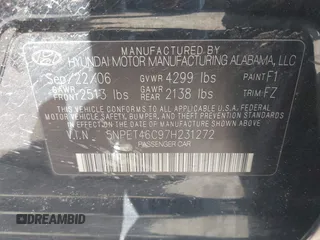 HYUNDAI MOTOR MANUFACTURING ALABAMA, LLC
Sep/22/06 GVWR 4299 lbs PAINT F1
GAWR FRONT 2513 lbs GAWR REAR 2138 lbs TRIM FZ
THIS VEHICLE CONFORMS TO ALL APPLICABLE
FEDERAL MOTOR VEHICLE SAFETY, BUMPER AND
THEFT PREVENTION STANDARDS IN EFFECT ON
THE DATE OF MANUFACTURE SHOWN ABOVE.
V.I.N. 5NPET46C97H231272
PASSENGER CAR
DREAMBID